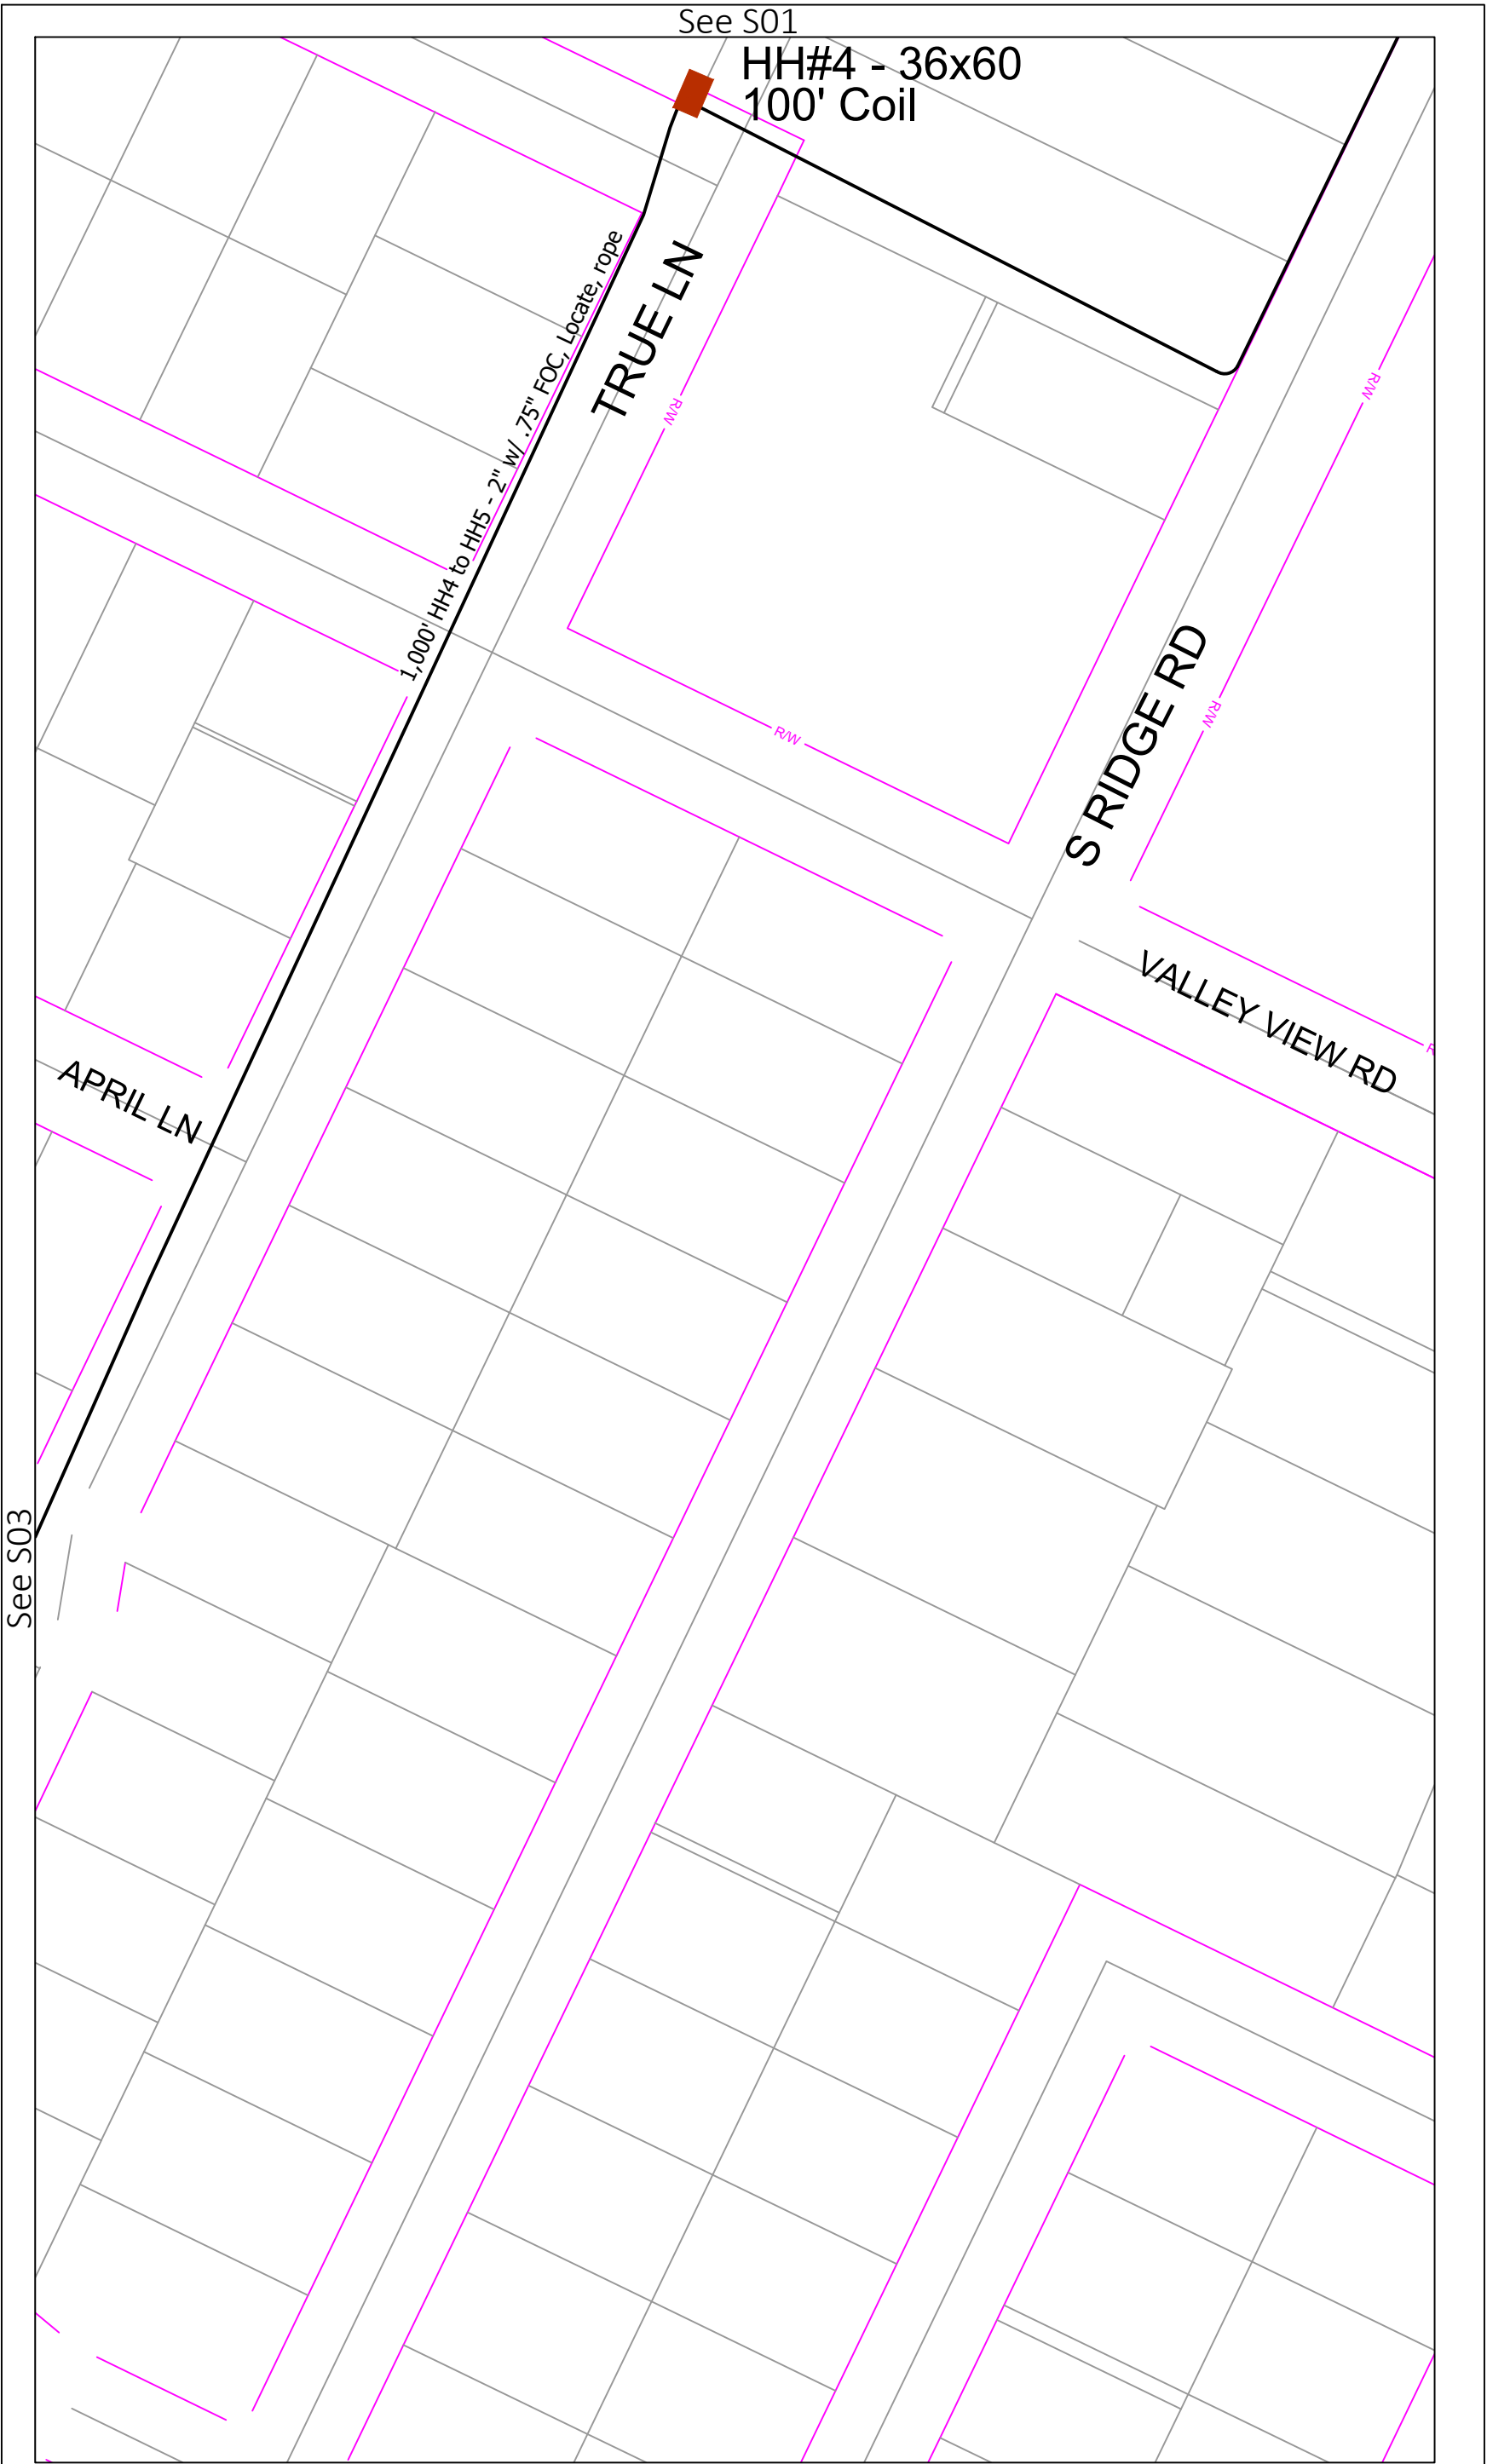 See S01
HH#4 - 36x60
100' Coil
1,000' HH4 to HH5 - 2" w/ .75" FOC, Locate, rope
TRUE LN
R/W
R/W
R/W
R/W
S RIDGE RD
VALLEY VIEW RD
APRIL LN
See S03